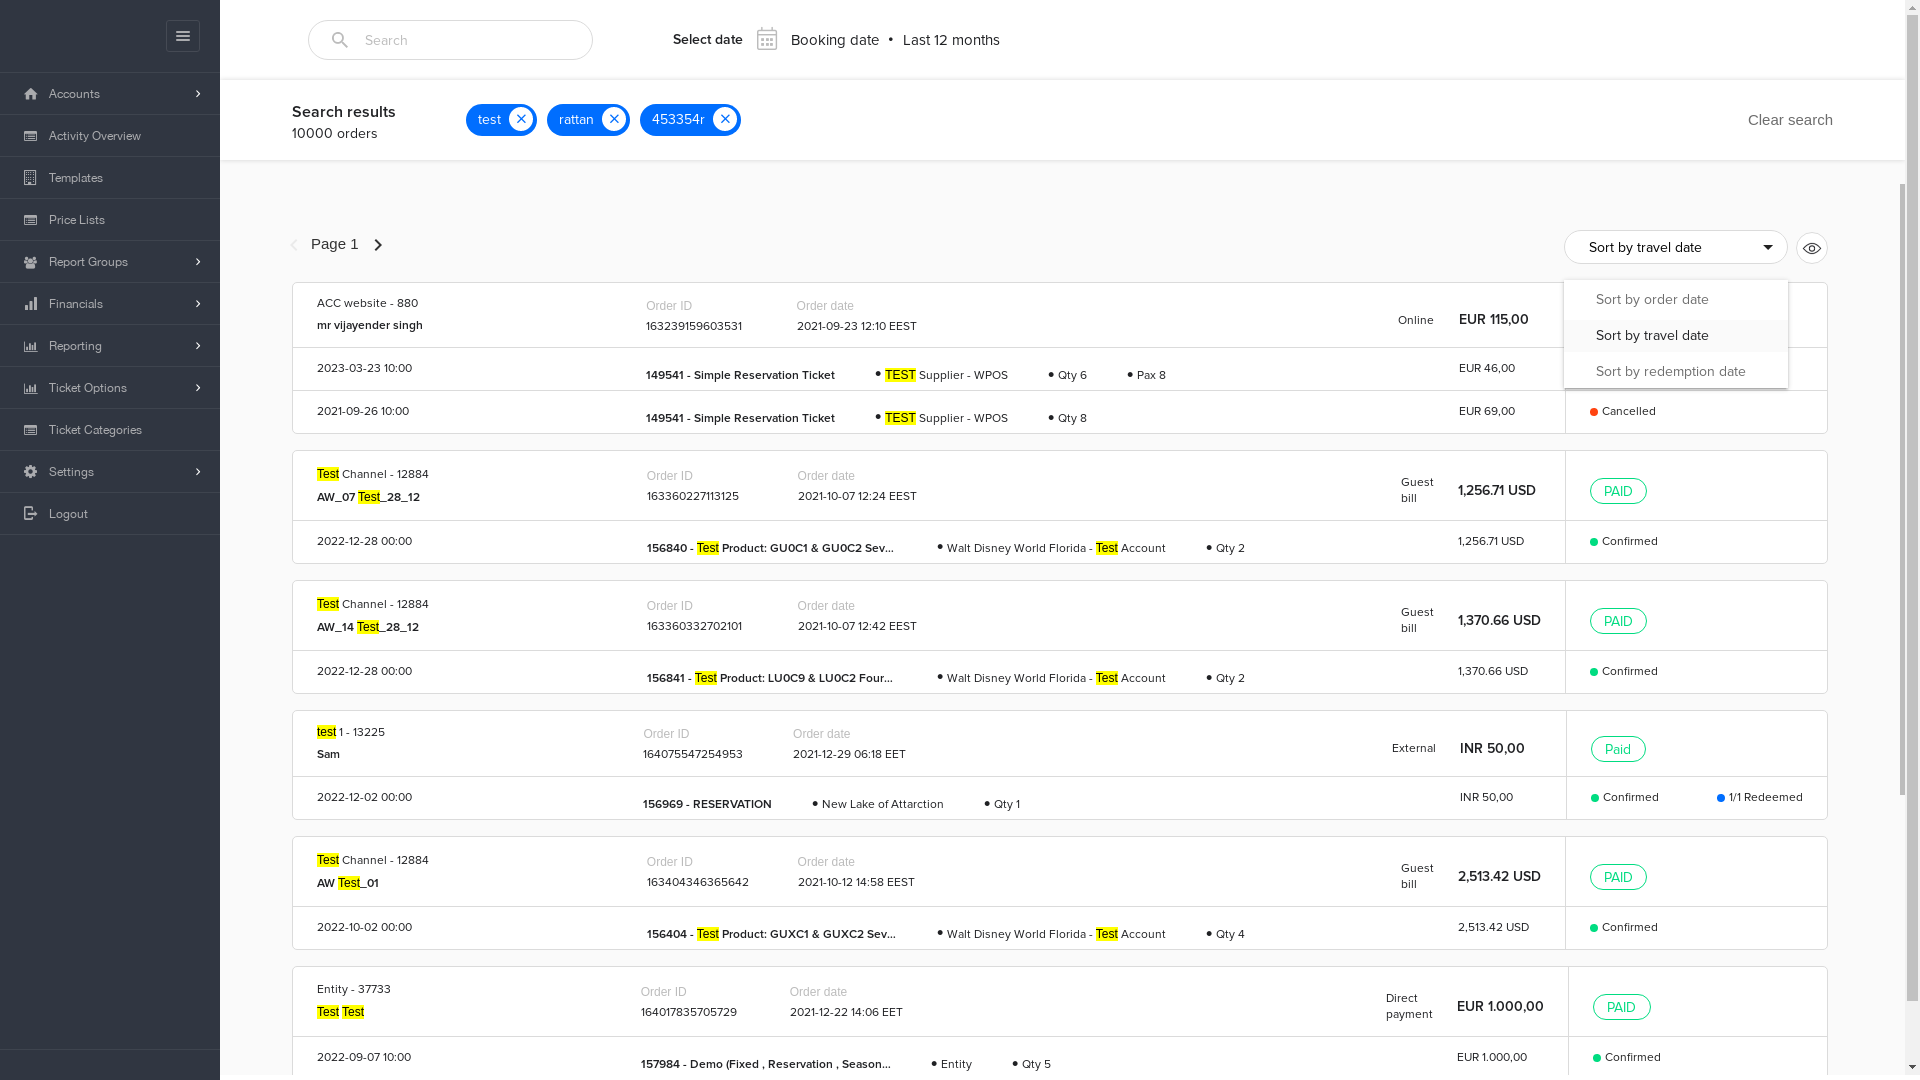 Search
Select date
Booking date • Last 12 months
Accounts
Activity Overview
Templates
Price Lists
Report Groups
Financials
Reporting
Ticket Options
Ticket Categories
Settings
Logout
Search results
10000 orders
test
rattan
453354r
Clear search
Page 1
Sort by travel date
Sort by order date
Sort by travel date
Sort by redemption date
ACC website - 880
mr vijayender singh
Order ID
163239159603531
Order date
2021-09-23 12:10 EEST
Online
EUR 115,00
2023-03-23 10:00
149541 - Simple Reservation Ticket
• TEST Supplier - WPOS
• Qty 6
• Pax 8
EUR 46,00
2021-09-26 10:00
149541 - Simple Reservation Ticket
• TEST Supplier - WPOS
• Qty 8
EUR 69,00
Cancelled
Test Channel - 12884
AW_07 Test_28_12
Order ID
163360227113125
Order date
2021-10-07 12:24 EEST
Guest
bill
1,256.71 USD
PAID
2022-12-28 00:00
156840 - Test Product: GU0C1 & GU0C2 Sev...
• Walt Disney World Florida - Test Account
• Qty 2
1,256.71 USD
Confirmed
Test Channel - 12884
AW_14 Test_28_12
Order ID
163360332702101
Order date
2021-10-07 12:42 EEST
Guest
bill
1,370.66 USD
PAID
2022-12-28 00:00
156841 - Test Product: LU0C9 & LU0C2 Four...
• Walt Disney World Florida - Test Account
• Qty 2
1,370.66 USD
Confirmed
test 1 - 13225
Sam
Order ID
164075547254953
Order date
2021-12-29 06:18 EET
External
INR 50,00
Paid
2022-12-02 00:00
156969 - RESERVATION
• New Lake of Attarction
• Qty 1
INR 50,00
Confirmed
1/1 Redeemed
Test Channel - 12884
AW Test_01
Order ID
163404346365642
Order date
2021-10-12 14:58 EEST
Guest
bill
2,513.42 USD
PAID
2022-10-02 00:00
156404 - Test Product: GUXC1 & GUXC2 Sev...
• Walt Disney World Florida - Test Account
• Qty 4
2,513.42 USD
Confirmed
Entity - 37733
Test Test
Order ID
164017835705729
Order date
2021-12-22 14:06 EET
Direct
payment
EUR 1.000,00
PAID
2022-09-07 10:00
157984 - Demo (Fixed , Reservation , Season...
• Entity
• Qty 5
EUR 1.000,00
Confirmed